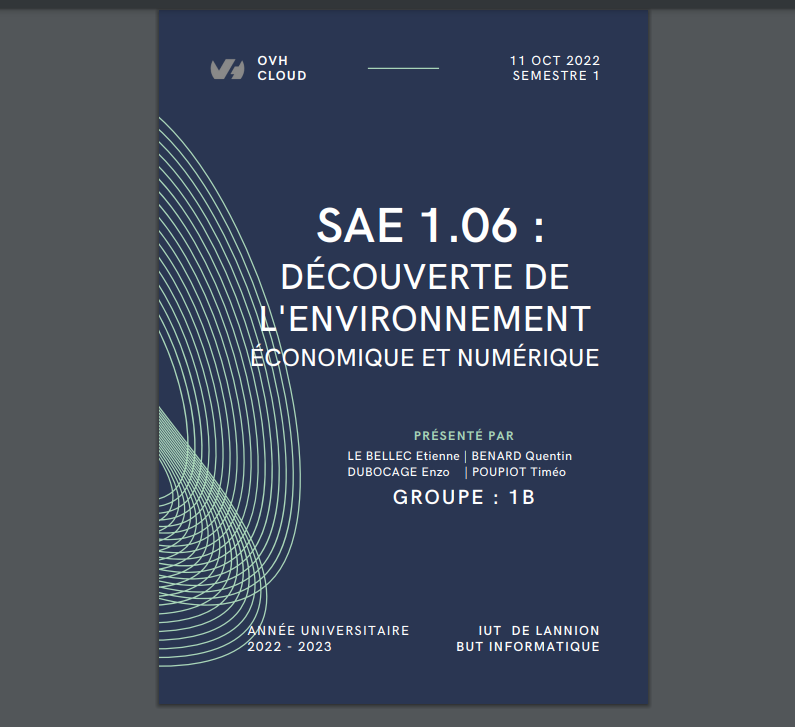 OVH
CLOUD
11 OCT 2022
SEMESTRE 1
SAE 1.06 :
DÉCOUVERTE DE
L'ENVIRONNEMENT
ÉCONOMIQUE ET NUMÉRIQUE
PRÉSENTÉ PAR
LE BELLEC Etienne | BENARD Quentin
DUBOCAGE Enzo | POUPIOT Timéo
GROUPE : 1B
ANNÉE UNIVERSITAIRE
2022 - 2023
IUT DE LANNION
BUT INFORMATIQUE